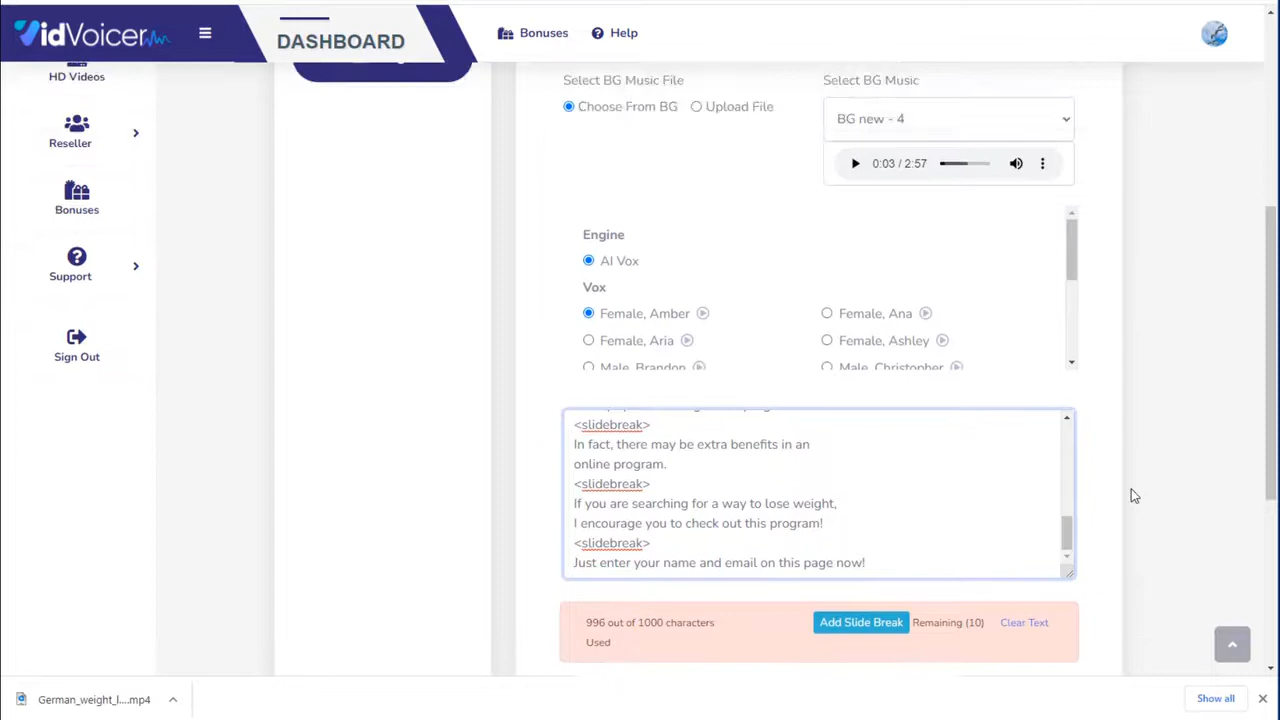 VidVoicer
DASHBOARD
Bonuses
Help
HD Videos
Reseller
Bonuses
Support
Sign Out
Select BG Music File
Select BG Music
Choose From BG
Upload File
BG new - 4
0:03 / 2:57
Engine
AI Vox
Vox
Female, Amber
Female, Ana
Female, Aria
Female, Ashley
Male, Brandon
Male, Christopher
<slidebreak>
In fact, there may be extra benefits in an
online program.
<slidebreak>
If you are searching for a way to lose weight,
I encourage you to check out this program!
<slidebreak>
Just enter your name and email on this page now!
996 out of 1000 characters
Used
Add Slide Break
Remaining (10)
Clear Text
German_weight_l....mp4
Show all